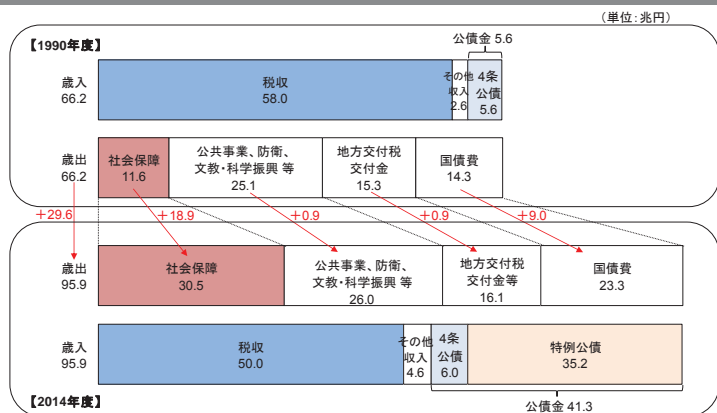 （単位:兆円）
【1990年度】
公債金 5.6
歳入
66.2
税収
58.0
その他
収入
2.6
4条
公債
5.6
歳出
66.2
社会保障
11.6
公共事業、防衛、
文教・科学振興 等
25.1
地方交付税
交付金
15.3
国債費
14.3
＋29.6
＋18.9
＋0.9
＋0.9
＋9.0
歳出
95.9
社会保障
30.5
公共事業、防衛、
文教・科学振興 等
26.0
地方交付税
交付金等
16.1
国債費
23.3
歳入
95.9
税収
50.0
その他
収入
4.6
4条
公債
6.0
特例公債
35.2
【2014年度】
公債金 41.3